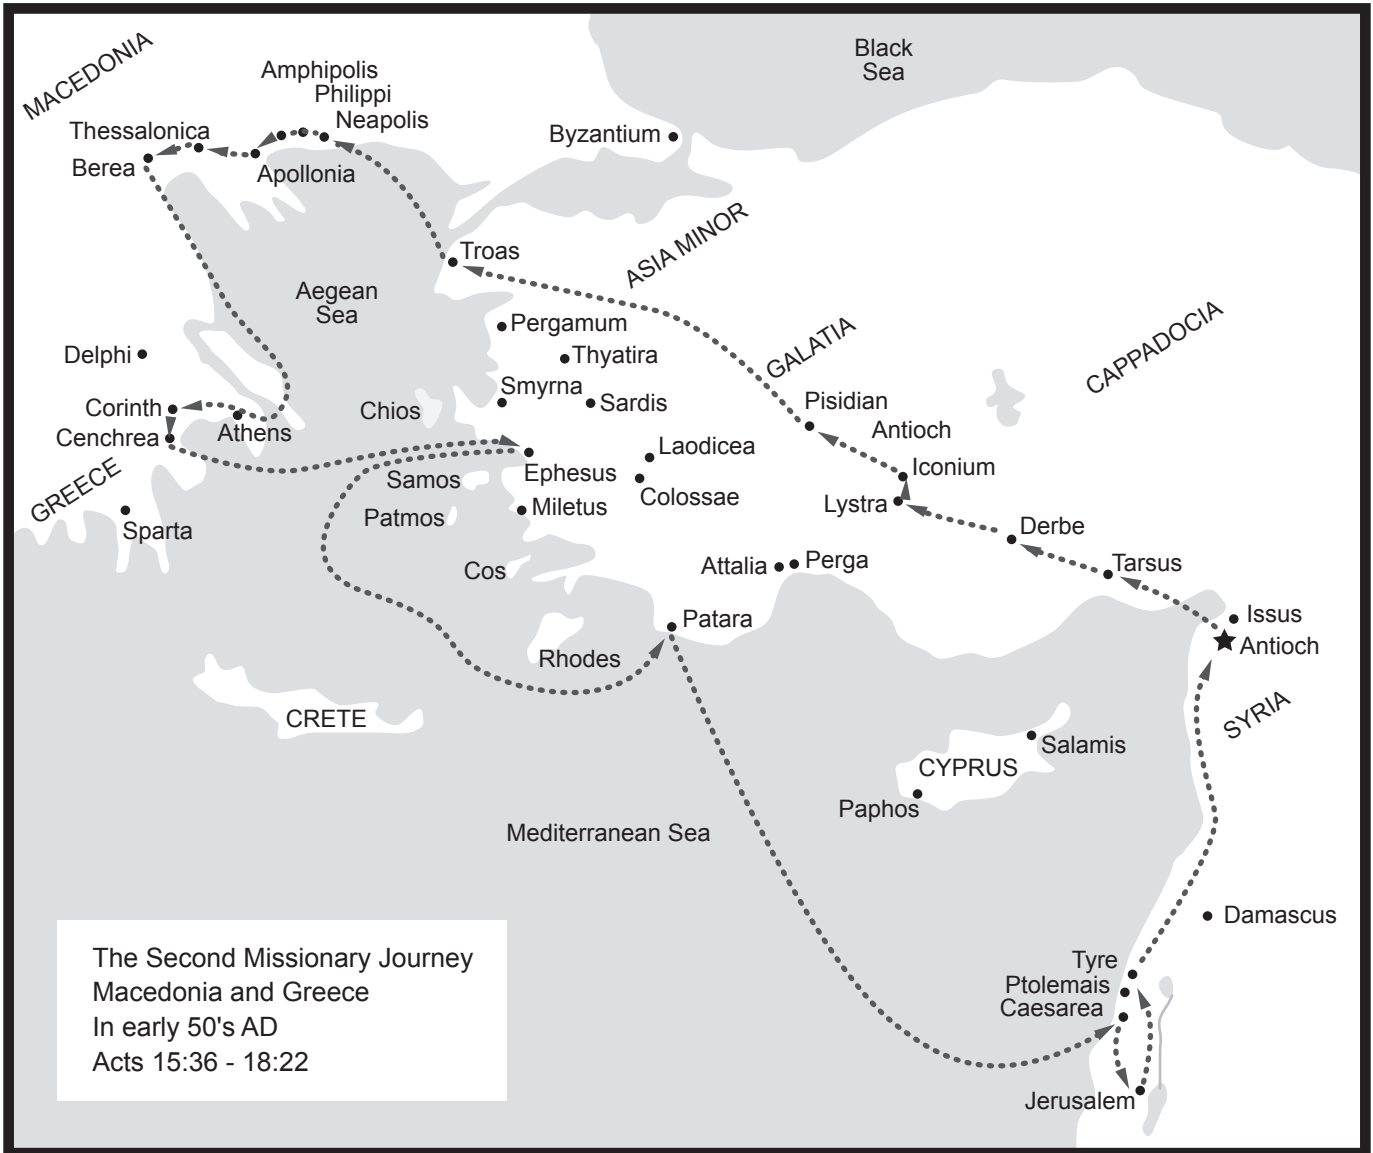 MACEDONIA
Black
Sea
Amphipolis
Philippi
Neapolis
Thessalonica
Berea
Apollonia
Byzantium
Troas
ASIA MINOR
Aegean
Sea
Pergamum
Thyatira
GALATIA
CAPPADOCIA
Delphi
Smyrna
Sardis
Pisidian
Antioch
Corinth
Chios
Cenchrea
Athens
Laodicea
Iconium
GREECE
Samos
Ephesus
Colossae
Lystra
Patmos
Miletus
Sparta
Derbe
Cos
Attalia
Perga
Tarsus
Patara
Issus
Antioch
Rhodes
CRETE
SYRIA
Salamis
CYPRUS
Paphos
Mediterranean Sea
Damascus
Tyre
Ptolemais
Caesarea
Jerusalem
The Second Missionary Journey
Macedonia and Greece
In early 50's AD
Acts 15:36 - 18:22